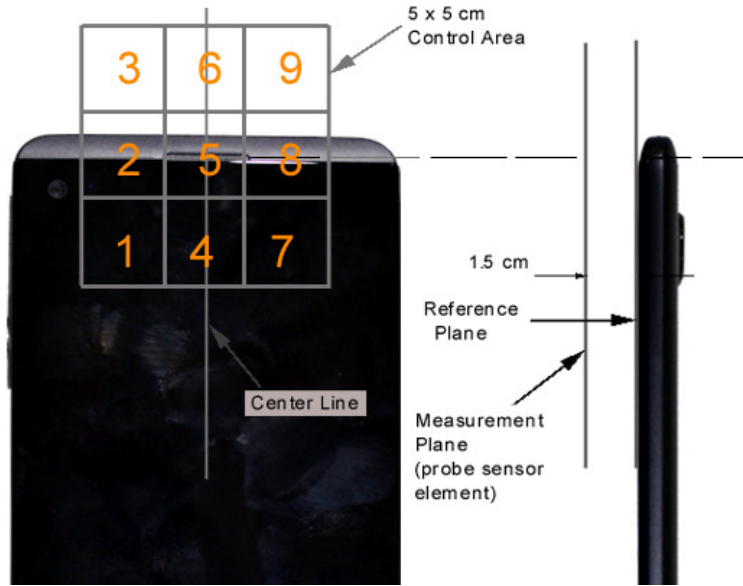 5 x 5 cm
Control Area
3 6 9
2 5 8
1 4 7
1.5 cm
Reference
Plane
Center Line
Measurement
Plane
(probe sensor
element)